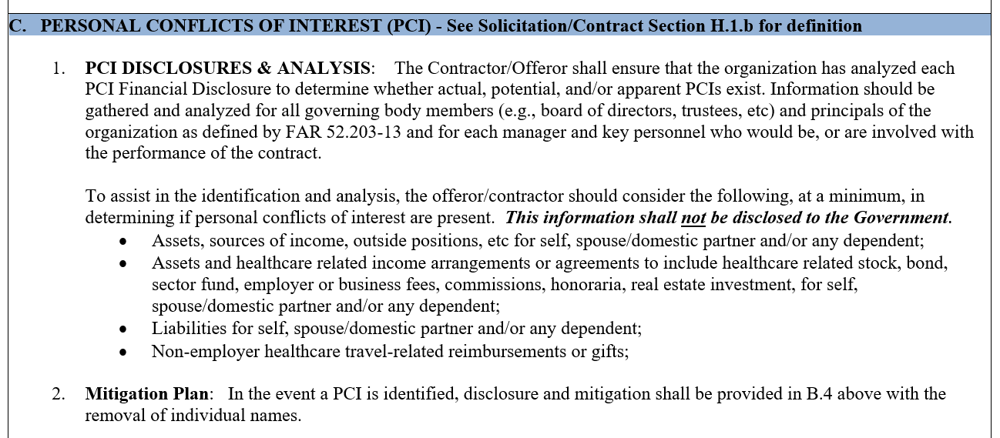 C. PERSONAL CONFLICTS OF INTEREST (PCI) - See Solicitation/Contract Section H.1.b for definition
1. PCI DISCLOSURES & ANALYSIS: The Contractor/Offeror shall ensure that the organization has analyzed each
PCI Financial Disclosure to determine whether actual, potential, and/or apparent PCIs exist. Information should be
gathered and analyzed for all governing body members (e.g., board of directors, trustees, etc) and principals of the
organization as defined by FAR 52.203-13 and for each manager and key personnel who would be, or are involved with
the performance of the contract.
To assist in the identification and analysis, the offeror/contractor should consider the following, at a minimum, in
determining if personal conflicts of interest are present. This information shall not be disclosed to the Government.
• Assets, sources of income, outside positions, etc for self, spouse/domestic partner and/or any dependent;
• Assets and healthcare related income arrangements or agreements to include healthcare related stock, bond,
sector fund, employer or business fees, commissions, honoraria, real estate investment, for self,
spouse/domestic partner and/or any dependent;
• Liabilities for self, spouse/domestic partner and/or any dependent;
• Non-employer healthcare travel-related reimbursements or gifts;
2. Mitigation Plan: In the event a PCI is identified, disclosure and mitigation shall be provided in B.4 above with the
removal of individual names.